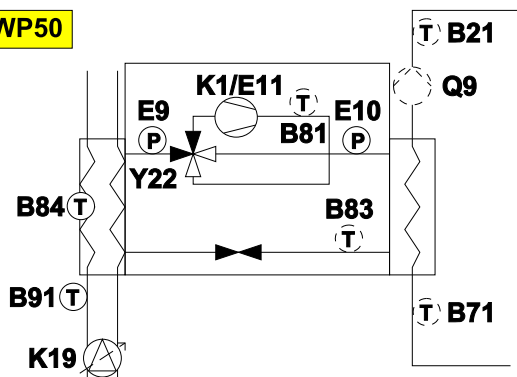 WP50
T B21
K1/E11
Q9
E9
T
E10
P
B81
P
Y22
B84 T
B83
T
B91 T
T B71
K19